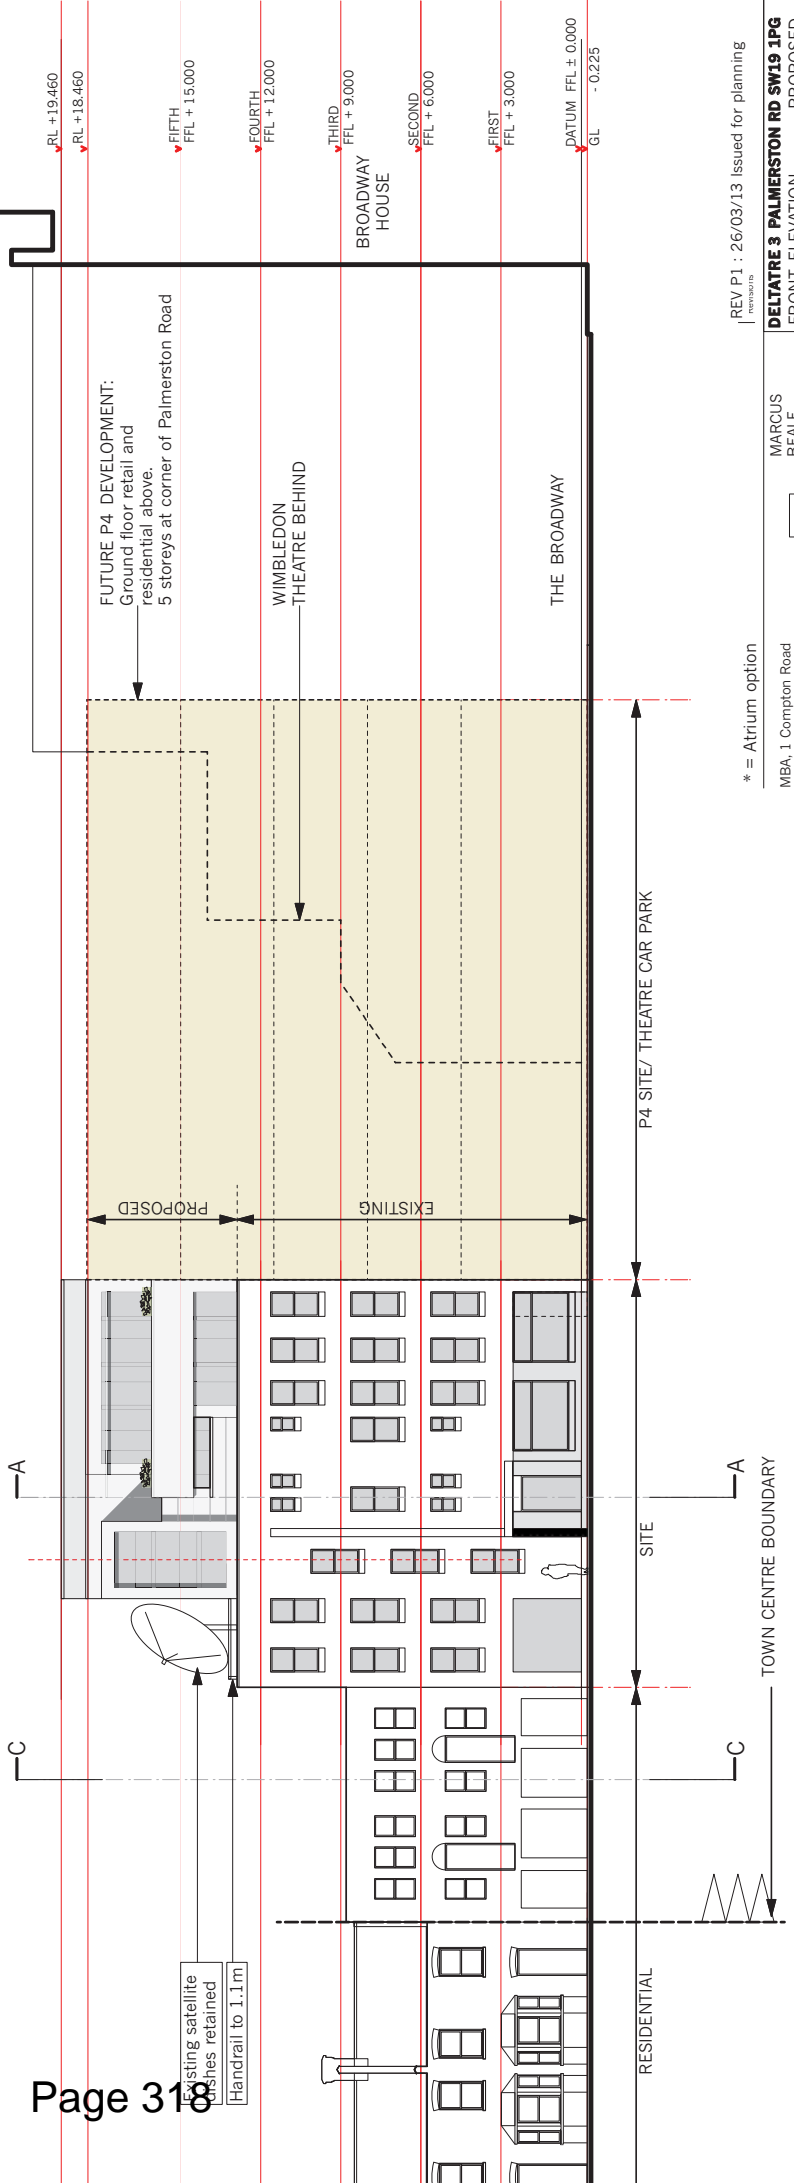 RL +19.460
RL +18.460
FIFTH
FFL + 15.000
FOURTH
FFL + 12.000
THIRD
FFL + 9.000
SECOND
FFL + 6.000
FIRST
FFL + 3.000
DATUM FFL ± 0.000
GL - 0.225
BROADWAY
HOUSE
FUTURE P4 DEVELOPMENT:
Ground floor retail and
residential above.
5 storeys at corner of Palmerston Road
WIMBLEDON
THEATRE BEHIND
THE BROADWAY
PROPOSED
EXISTING
A
A
C
C
Existing satellite
dishes retained
Handrail to 1.1m
RESIDENTIAL
SITE
P4 SITE/ THEATRE CAR PARK
TOWN CENTRE BOUNDARY
* = Atrium option
REV P1 : 26/03/13 Issued for planning
REVISIONS
MBA, 1 Compton Road
MARCUS
BEALE
DELTATRE 3 PALMERSTON RD SW19 1PG
FRONT ELEVATION PROPOSED
Page 318